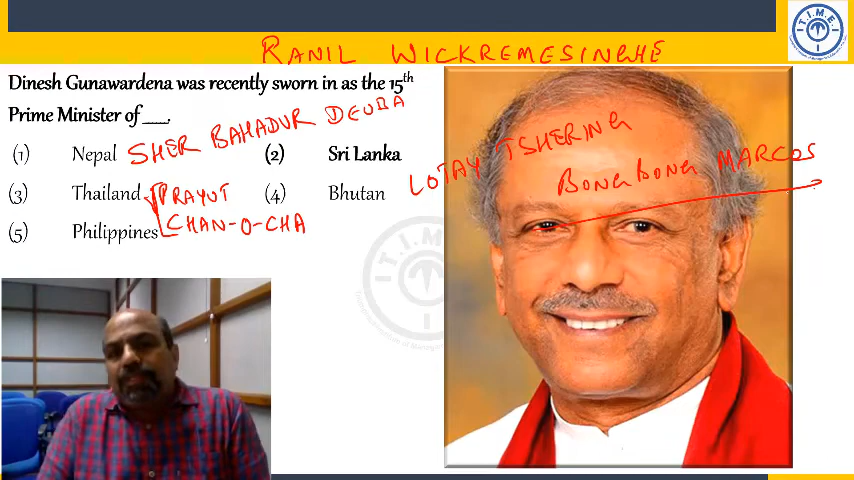 T.I.M.E.
RANIL WICKREMESINGHE
Dinesh Gunawardena was recently sworn in as the 15th
Prime Minister of ___.
(1) Nepal SHER BAHADUR DEUBA (2) Sri Lanka
(3) Thailand PRAYUT CHAN-O-CHA (4) Bhutan LOTAY TSHERING
(5) Philippines BONGBONG MARCOS
T.I.M.E.